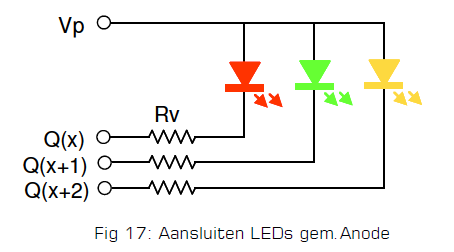 Vp
Rv
Q(x)
Q(x+1)
Q(x+2)
Fig 17: Aansluiten LEDs gem.Anode